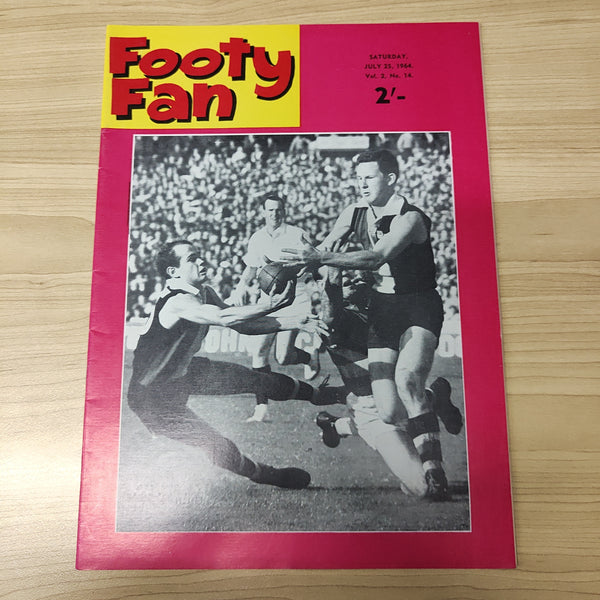 Footy
Fan
SATURDAY,
JULY 25, 1964.
Vol. 2, No. 14.
2'-